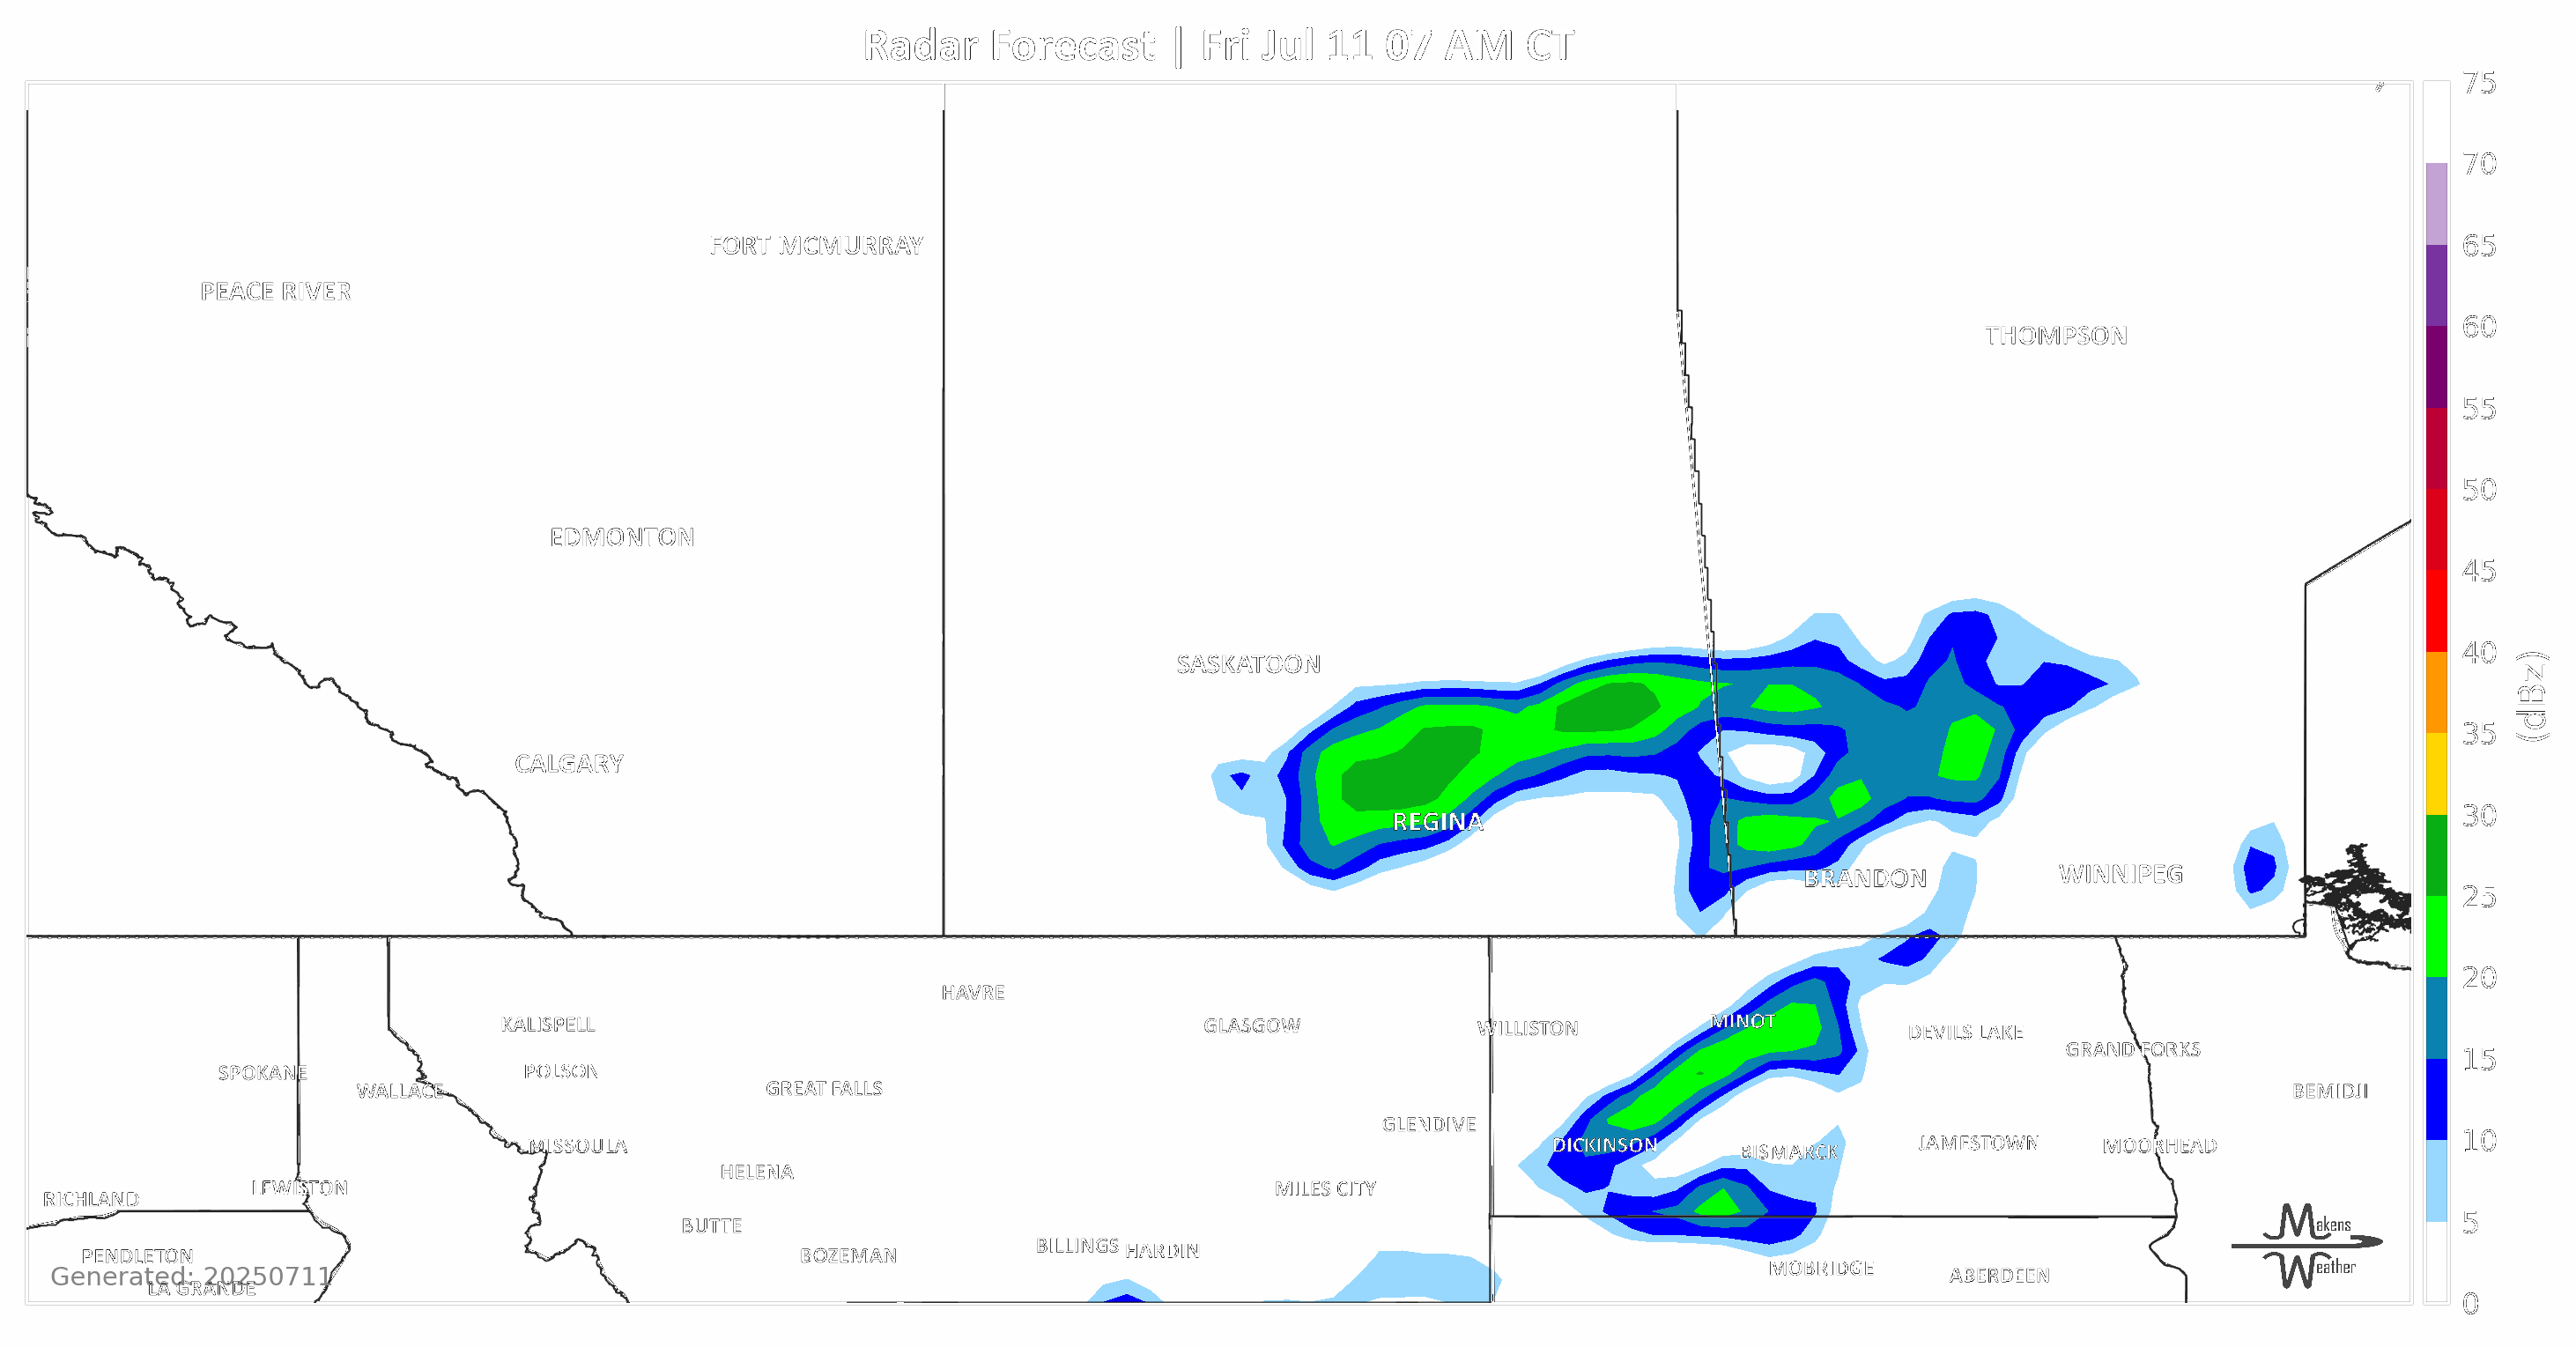 Radar Forecast | Fri Jul 11 07 AM CT
75
70
65
60
55
50
45
40
35
30
25
20
15
10
5
0
(dBz)
FORT MCMURRAY
PEACE RIVER
THOMPSON
EDMONTON
SASKATOON
CALGARY
REGINA
BRANDON
WINNIPEG
HAVRE
KALISPELL
GLASGOW
WILLISTON
MINOT
DEVILS LAKE
GRAND FORKS
SPOKANE
POLSON
WALLACE
GREAT FALLS
BEMIDJI
GLENDIVE
MISSOULA
DICKINSON
BISMARCK
JAMESTOWN
MOORHEAD
HELENA
RICHLAND
LEWISTON
MILES CITY
BUTTE
PENDLETON
BOZEMAN
BILLINGS
HARDIN
MOBRIDGE
ABERDEEN
Generated: 20250711
LA GRANDE
Makens
Weather